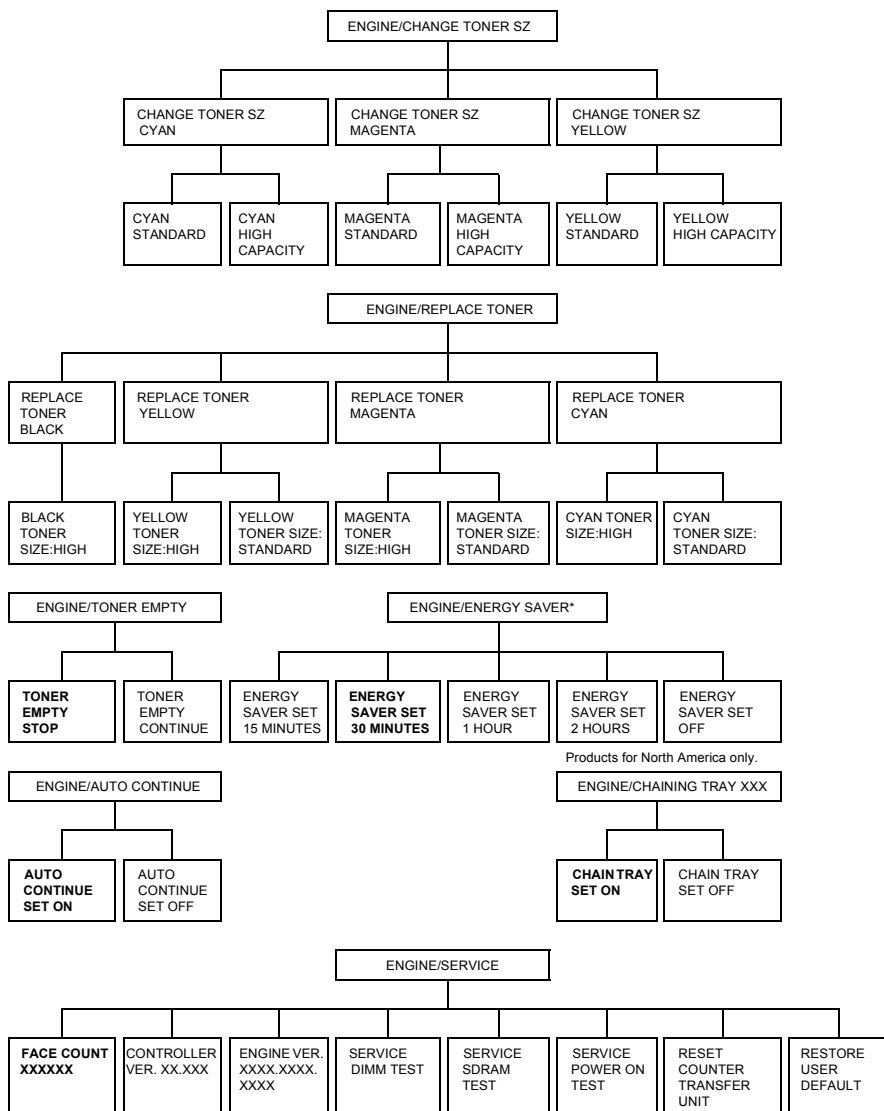 ENGINE/CHANGE TONER SZ
CHANGE TONER SZ
CYAN
CHANGE TONER SZ
MAGENTA
CHANGE TONER SZ
YELLOW
CYAN
STANDARD
CYAN
HIGH
CAPACITY
MAGENTA
STANDARD
MAGENTA
HIGH
CAPACITY
YELLOW
STANDARD
YELLOW
HIGH CAPACITY
ENGINE/REPLACE TONER
REPLACE
TONER
BLACK
REPLACE TONER
YELLOW
REPLACE TONER
MAGENTA
REPLACE TONER
CYAN
BLACK
TONER
SIZE:HIGH
YELLOW
TONER
SIZE:HIGH
YELLOW
TONER SIZE:
STANDARD
MAGENTA
TONER
SIZE:HIGH
MAGENTA
TONER SIZE:
STANDARD
CYAN TONER
SIZE:HIGH
CYAN
TONER SIZE:
STANDARD
ENGINE/TONER EMPTY
ENGINE/ENERGY SAVER*
TONER
EMPTY
STOP
TONER
EMPTY
CONTINUE
ENERGY
SAVER SET
15 MINUTES
ENERGY
SAVER SET
30 MINUTES
ENERGY
SAVER SET
1 HOUR
ENERGY
SAVER SET
2 HOURS
ENERGY
SAVER SET
OFF
Products for North America only.
ENGINE/AUTO CONTINUE
ENGINE/CHAINING TRAY XXX
AUTO
CONTINUE
SET ON
AUTO
CONTINUE
SET OFF
CHAIN TRAY
SET ON
CHAIN TRAY
SET OFF
ENGINE/SERVICE
FACE COUNT
XXXXXX
CONTROLLER
VER. XX.XXX
ENGINE VER.
XXXX.XXXX.
XXXX
SERVICE
DIMM TEST
SERVICE
SDRAM
TEST
SERVICE
POWER ON
TEST
RESET
COUNTER
TRANSFER
UNIT
RESTORE
USER
DEFAULT